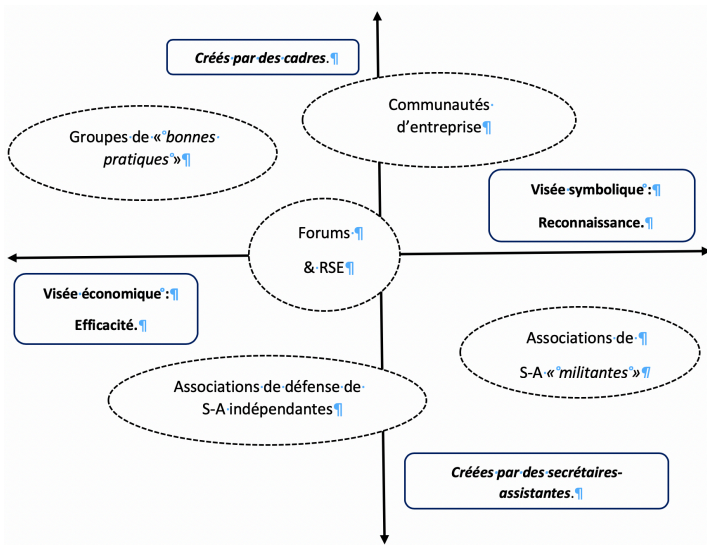 Créés par des cadres.
Communautés
d'entreprise
Groupes de « bonnes
pratiques »
Visée symbolique :
Reconnaissance.
Forums
& RSE
Visée économique :
Efficacité.
Associations de
S-A « militantes »
Associations de défense de
S-A indépendantes
Créées par des secrétaires-
assistantes.